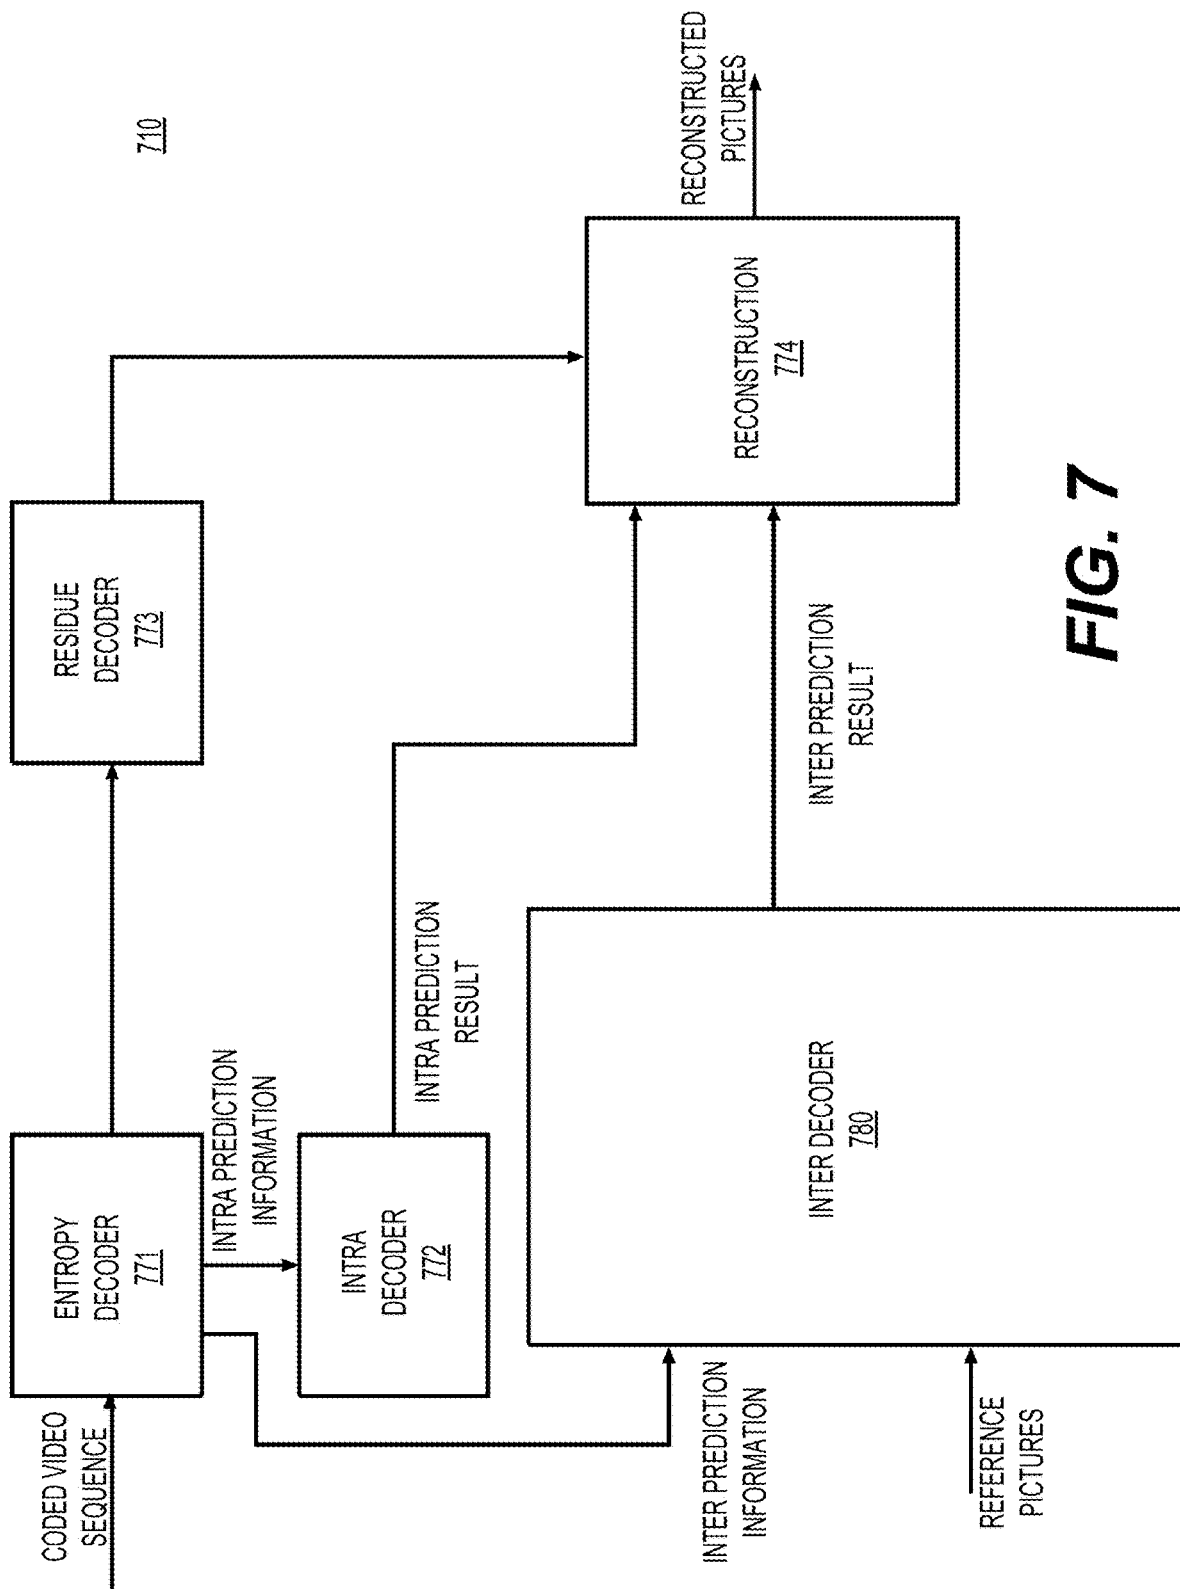 710
CODED VIDEO
SEQUENCE
ENTROPY
DECODER
771
RESIDUE
DECODER
773
INTRA PREDICTION
INFORMATION
INTRA
DECODER
772
INTRA PREDICTION
RESULT
RECONSTRUCTED
PICTURES
RECONSTRUCTION
774
INTER PREDICTION
INFORMATION
INTER DECODER
780
INTER PREDICTION
RESULT
REFERENCE
PICTURES
FIG. 7